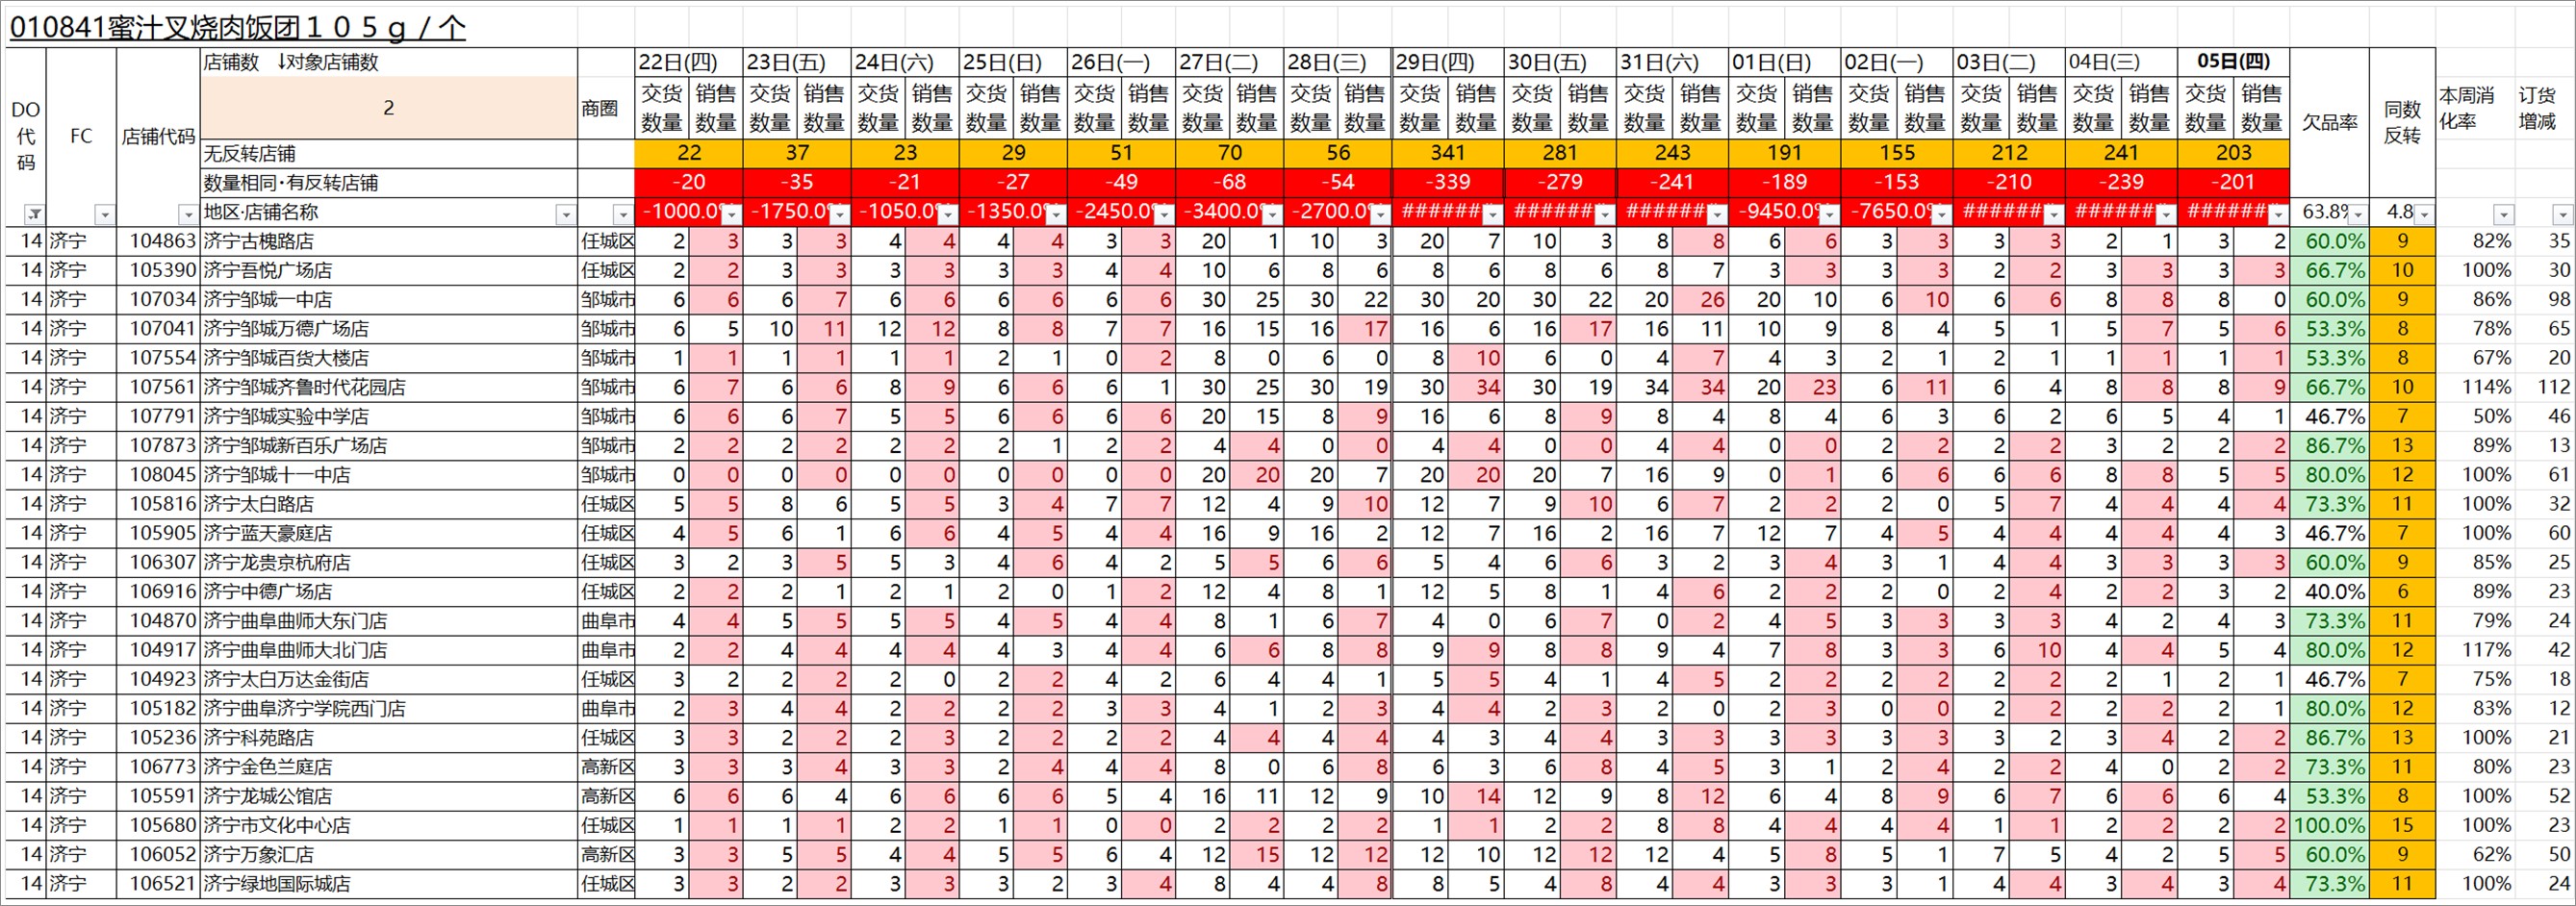 010841蜜汁叉烧肉饭团１０５ｇ／个
店铺数 ↓对象店铺数 22日(四) 23日(五) 24日(六) 25日(日) 26日(一) 27日(二) 28日(三) 29日(四) 30日(五) 31日(六) 01日(日) 02日(一) 03日(二) 04日(三) 05日(四)
DO代码 FC 店铺代码 2 商圈 交货数量 销售数量 交货数量 销售数量 交货数量 销售数量 交货数量 销售数量 交货数量 销售数量 交货数量 销售数量 交货数量 销售数量 交货数量 销售数量 交货数量 销售数量 交货数量 销售数量 交货数量 销售数量 交货数量 销售数量 交货数量 销售数量 交货数量 销售数量 交货数量 销售数量 欠品率 同数反转 本周消化率 订货增减
无反转店铺 22 37 23 29 51 70 56 341 281 243 191 155 212 241 203
数量相同·有反转店铺 -20 -35 -21 -27 -49 -68 -54 -339 -279 -241 -189 -153 -210 -239 -201
地区·店铺名称 -1000.0% -1750.0% -1050.0% -1350.0% -2450.0% -3400.0% -2700.0% ###### ###### ###### -9450.0% -7650.0% ###### ###### ###### 63.8% 4.8
14 济宁 104863 济宁古槐路店 任城区 2 3 3 3 4 4 4 4 3 3 20 1 10 3 20 7 10 3 8 8 6 6 3 3 3 3 2 1 3 2 60.0% 9 82% 35
14 济宁 105390 济宁吾悦广场店 任城区 2 2 3 3 3 3 3 3 4 4 10 6 8 6 8 6 8 6 8 7 3 3 3 3 2 2 3 3 3 3 66.7% 10 100% 30
14 济宁 107034 济宁邹城一中店 邹城市 6 6 6 7 6 6 6 6 6 6 30 25 30 22 30 20 30 22 20 26 20 10 6 10 6 6 8 8 8 0 60.0% 9 86% 98
14 济宁 107041 济宁邹城万德广场店 邹城市 6 5 10 11 12 12 8 8 7 7 16 15 16 17 16 6 16 17 16 11 10 9 8 4 5 1 5 7 5 6 53.3% 8 78% 65
14 济宁 107554 济宁邹城百货大楼店 邹城市 1 1 1 1 1 1 2 1 0 2 8 0 6 0 8 10 6 0 4 7 4 3 2 1 2 1 1 1 1 1 53.3% 8 67% 20
14 济宁 107561 济宁邹城齐鲁时代花园店 邹城市 6 7 6 6 8 9 6 6 6 1 30 25 30 19 30 34 30 19 34 34 20 23 6 11 6 4 8 8 8 9 66.7% 10 114% 112
14 济宁 107791 济宁邹城实验中学店 邹城市 6 6 6 7 5 5 6 6 6 6 20 15 8 9 16 6 8 9 8 4 8 4 6 3 6 2 6 5 4 1 46.7% 7 50% 46
14 济宁 107873 济宁邹城新百乐广场店 邹城市 2 2 2 2 2 2 2 1 2 2 4 4 0 0 4 4 0 0 4 4 0 0 2 2 2 2 3 2 2 2 86.7% 13 89% 13
14 济宁 108045 济宁邹城十一中店 邹城市 0 0 0 0 0 0 0 0 0 0 20 20 20 7 20 20 20 7 16 9 0 1 6 6 6 6 8 8 5 5 80.0% 12 100% 61
14 济宁 105816 济宁太白路店 任城区 5 5 8 6 5 5 3 4 7 7 12 4 9 10 12 7 9 10 6 7 2 2 2 0 5 7 4 4 4 4 73.3% 11 100% 32
14 济宁 105905 济宁蓝天豪庭店 任城区 4 5 6 1 6 6 4 5 4 4 16 9 16 2 12 7 16 2 16 7 12 7 4 5 4 4 4 4 4 3 46.7% 7 100% 60
14 济宁 106307 济宁龙贵京杭府店 任城区 3 2 3 5 5 3 4 6 4 2 5 5 6 6 5 4 6 6 3 2 3 4 3 1 4 4 3 3 3 3 60.0% 9 85% 25
14 济宁 106916 济宁中德广场店 任城区 2 2 2 1 2 1 2 0 1 2 12 4 8 1 12 5 8 1 4 6 2 2 2 0 2 4 2 2 3 2 40.0% 6 89% 23
14 济宁 104870 济宁曲阜曲师大东门店 曲阜市 4 4 5 5 5 5 4 5 4 4 8 1 6 7 4 0 6 7 0 2 4 5 3 3 3 3 4 2 4 3 73.3% 11 79% 24
14 济宁 104917 济宁曲阜曲师大北门店 曲阜市 2 2 4 4 4 4 4 3 4 4 6 6 8 8 9 9 8 8 9 4 7 8 3 3 6 10 4 4 5 4 80.0% 12 117% 42
14 济宁 104923 济宁太白万达金街店 任城区 3 2 2 2 2 0 2 2 4 2 6 4 4 1 5 5 4 1 4 5 2 2 2 2 2 2 2 1 2 1 46.7% 7 75% 18
14 济宁 105182 济宁曲阜济宁学院西门店 曲阜市 2 3 4 4 2 2 2 2 3 3 4 1 2 3 4 4 2 3 2 0 2 3 0 0 2 2 2 2 2 1 80.0% 12 83% 12
14 济宁 105236 济宁科苑路店 任城区 3 3 2 2 2 3 2 2 2 2 4 4 4 4 4 3 4 4 3 3 3 3 3 3 3 2 3 4 2 2 86.7% 13 100% 21
14 济宁 106773 济宁金色兰庭店 高新区 3 3 3 4 3 3 2 4 4 4 8 0 6 8 6 3 6 8 4 5 3 1 2 4 2 2 4 0 2 2 73.3% 11 80% 23
14 济宁 105591 济宁龙城公馆店 高新区 6 6 6 4 6 6 6 6 5 4 16 11 12 9 10 14 12 9 8 12 6 4 8 9 6 7 6 6 6 4 53.3% 8 100% 52
14 济宁 105680 济宁市文化中心店 任城区 1 1 1 1 2 2 1 1 0 0 2 2 2 2 1 1 2 2 8 8 4 4 4 4 1 1 2 2 2 2 100.0% 15 100% 23
14 济宁 106052 济宁万象汇店 高新区 3 3 5 5 4 4 5 5 6 4 12 15 12 12 12 10 12 12 12 4 5 8 5 1 7 5 4 2 5 5 60.0% 9 62% 50
14 济宁 106521 济宁绿地国际城店 任城区 3 3 2 2 3 3 3 2 3 4 8 4 4 8 8 5 4 8 4 4 3 3 3 1 4 4 3 4 3 4 73.3% 11 100% 24